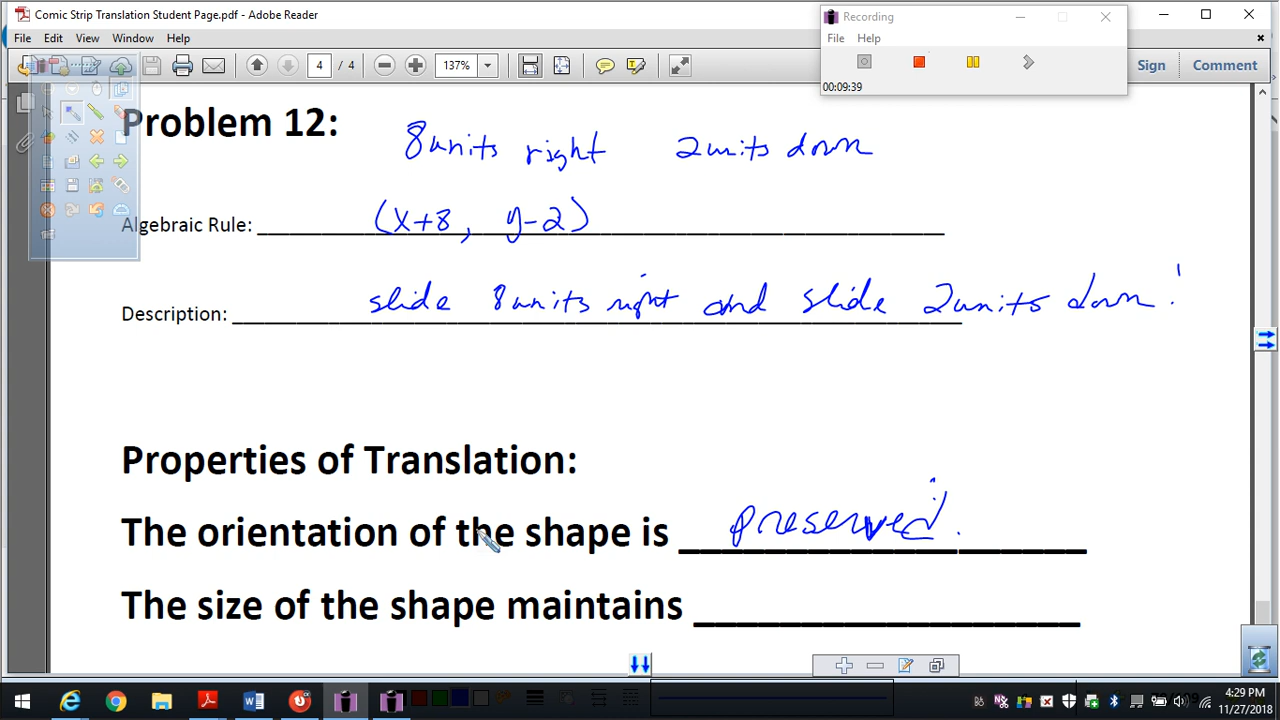 Comic Strip Translation Student Page.pdf - Adobe Reader
File Edit View Window Help
4 / 4 137% Sign Comment
Recording
File Help
00:09:39
Problem 12:
8 units right 2 units down
Algebraic Rule: (x+8, y-2)
Description: slide 8 units right and slide 2 units down!
Properties of Translation:
The orientation of the shape is preserved.
The size of the shape maintains
4:29 PM
11/27/2018